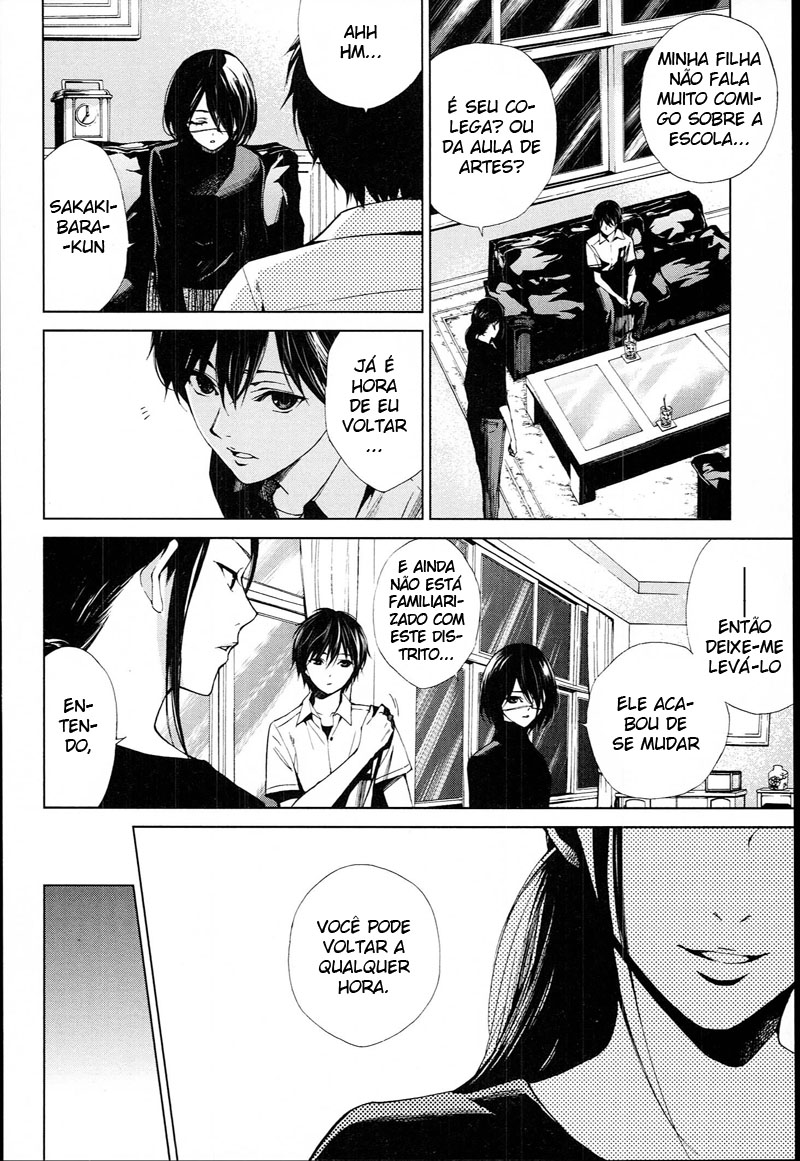 MINHA FILHA
NÃO FALA
MUITO COMI-
GO SOBRE A
ESCOLA...
É SEU CO-
LEGA? OU
DA AULA DE
ARTES?
AHH
HM...
SAKAKI-
BARA-
-KUN
JÁ É
HORA
DE EU
VOLTAR
...
ENTÃO
DEIXE-ME
LEVÁ-LO
ELE ACA-
BOU DE
SE MUDAR
E AINDA
NÃO ESTÁ
FAMILIARI-
ZADO COM
ESTE DIS-
TRITO...
EN-
TEN-
DO,
VOCÊ PODE
VOLTAR A
QUALQUER
HORA.